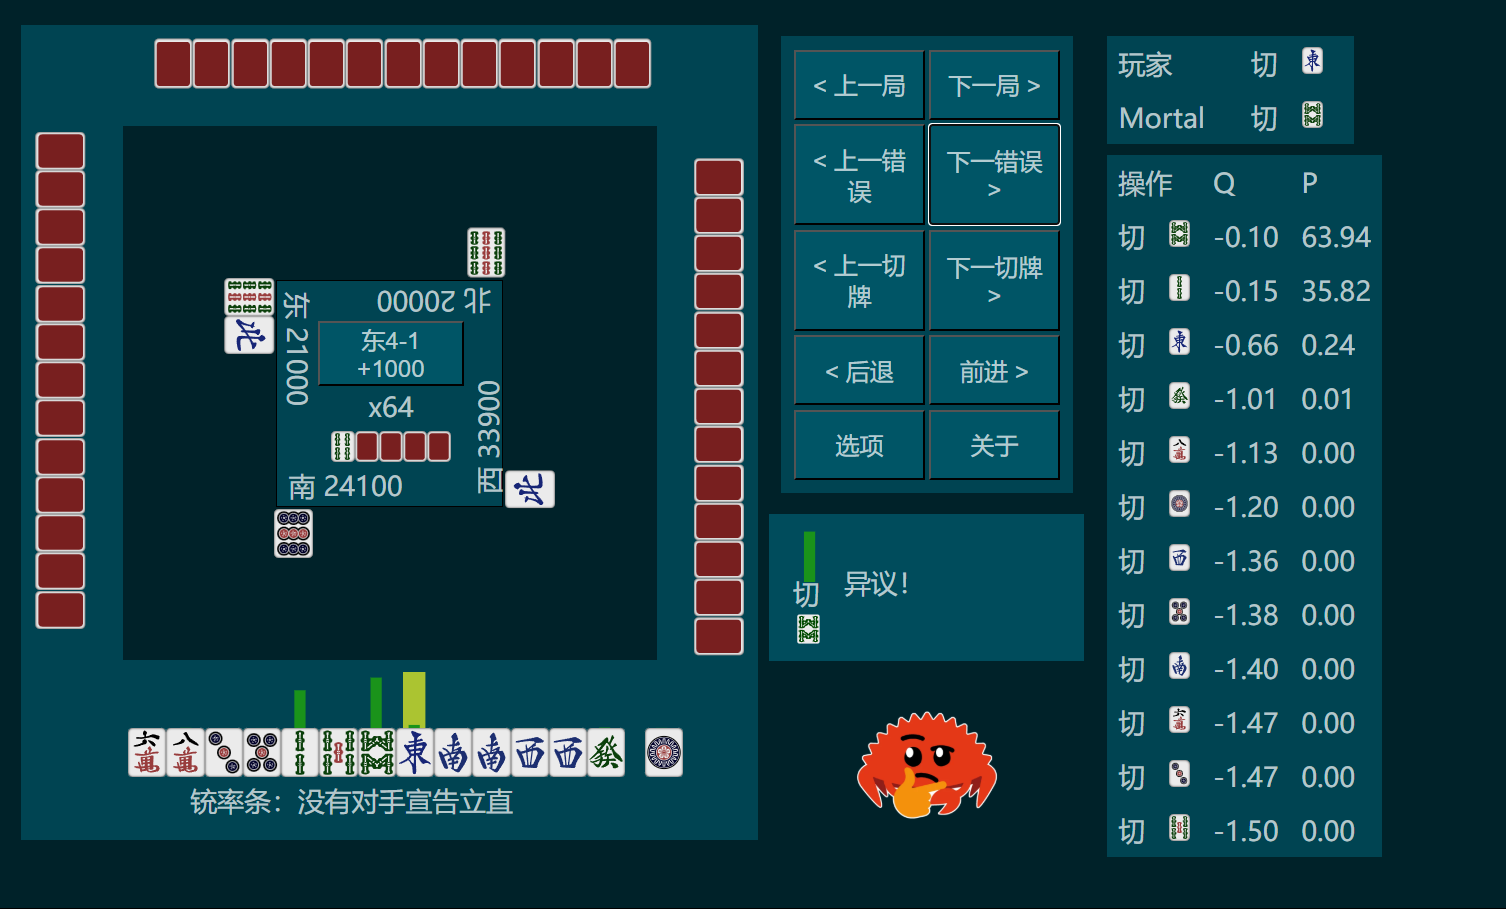 北 20000
东 21000
东4-1
+1000
x64
西 33900
南 24100
铳率条：没有对手宣告立直
< 上一局
下一局 >
< 上一错误
下一错误 >
< 上一切牌
下一切牌 >
< 后退
前进 >
选项
关于
切
异议！
玩家 切
Mortal 切
操作 Q P
切 -0.10 63.94
切 -0.15 35.82
切 -0.66 0.24
切 -1.01 0.01
切 -1.13 0.00
切 -1.20 0.00
切 -1.36 0.00
切 -1.38 0.00
切 -1.40 0.00
切 -1.47 0.00
切 -1.47 0.00
切 -1.50 0.00